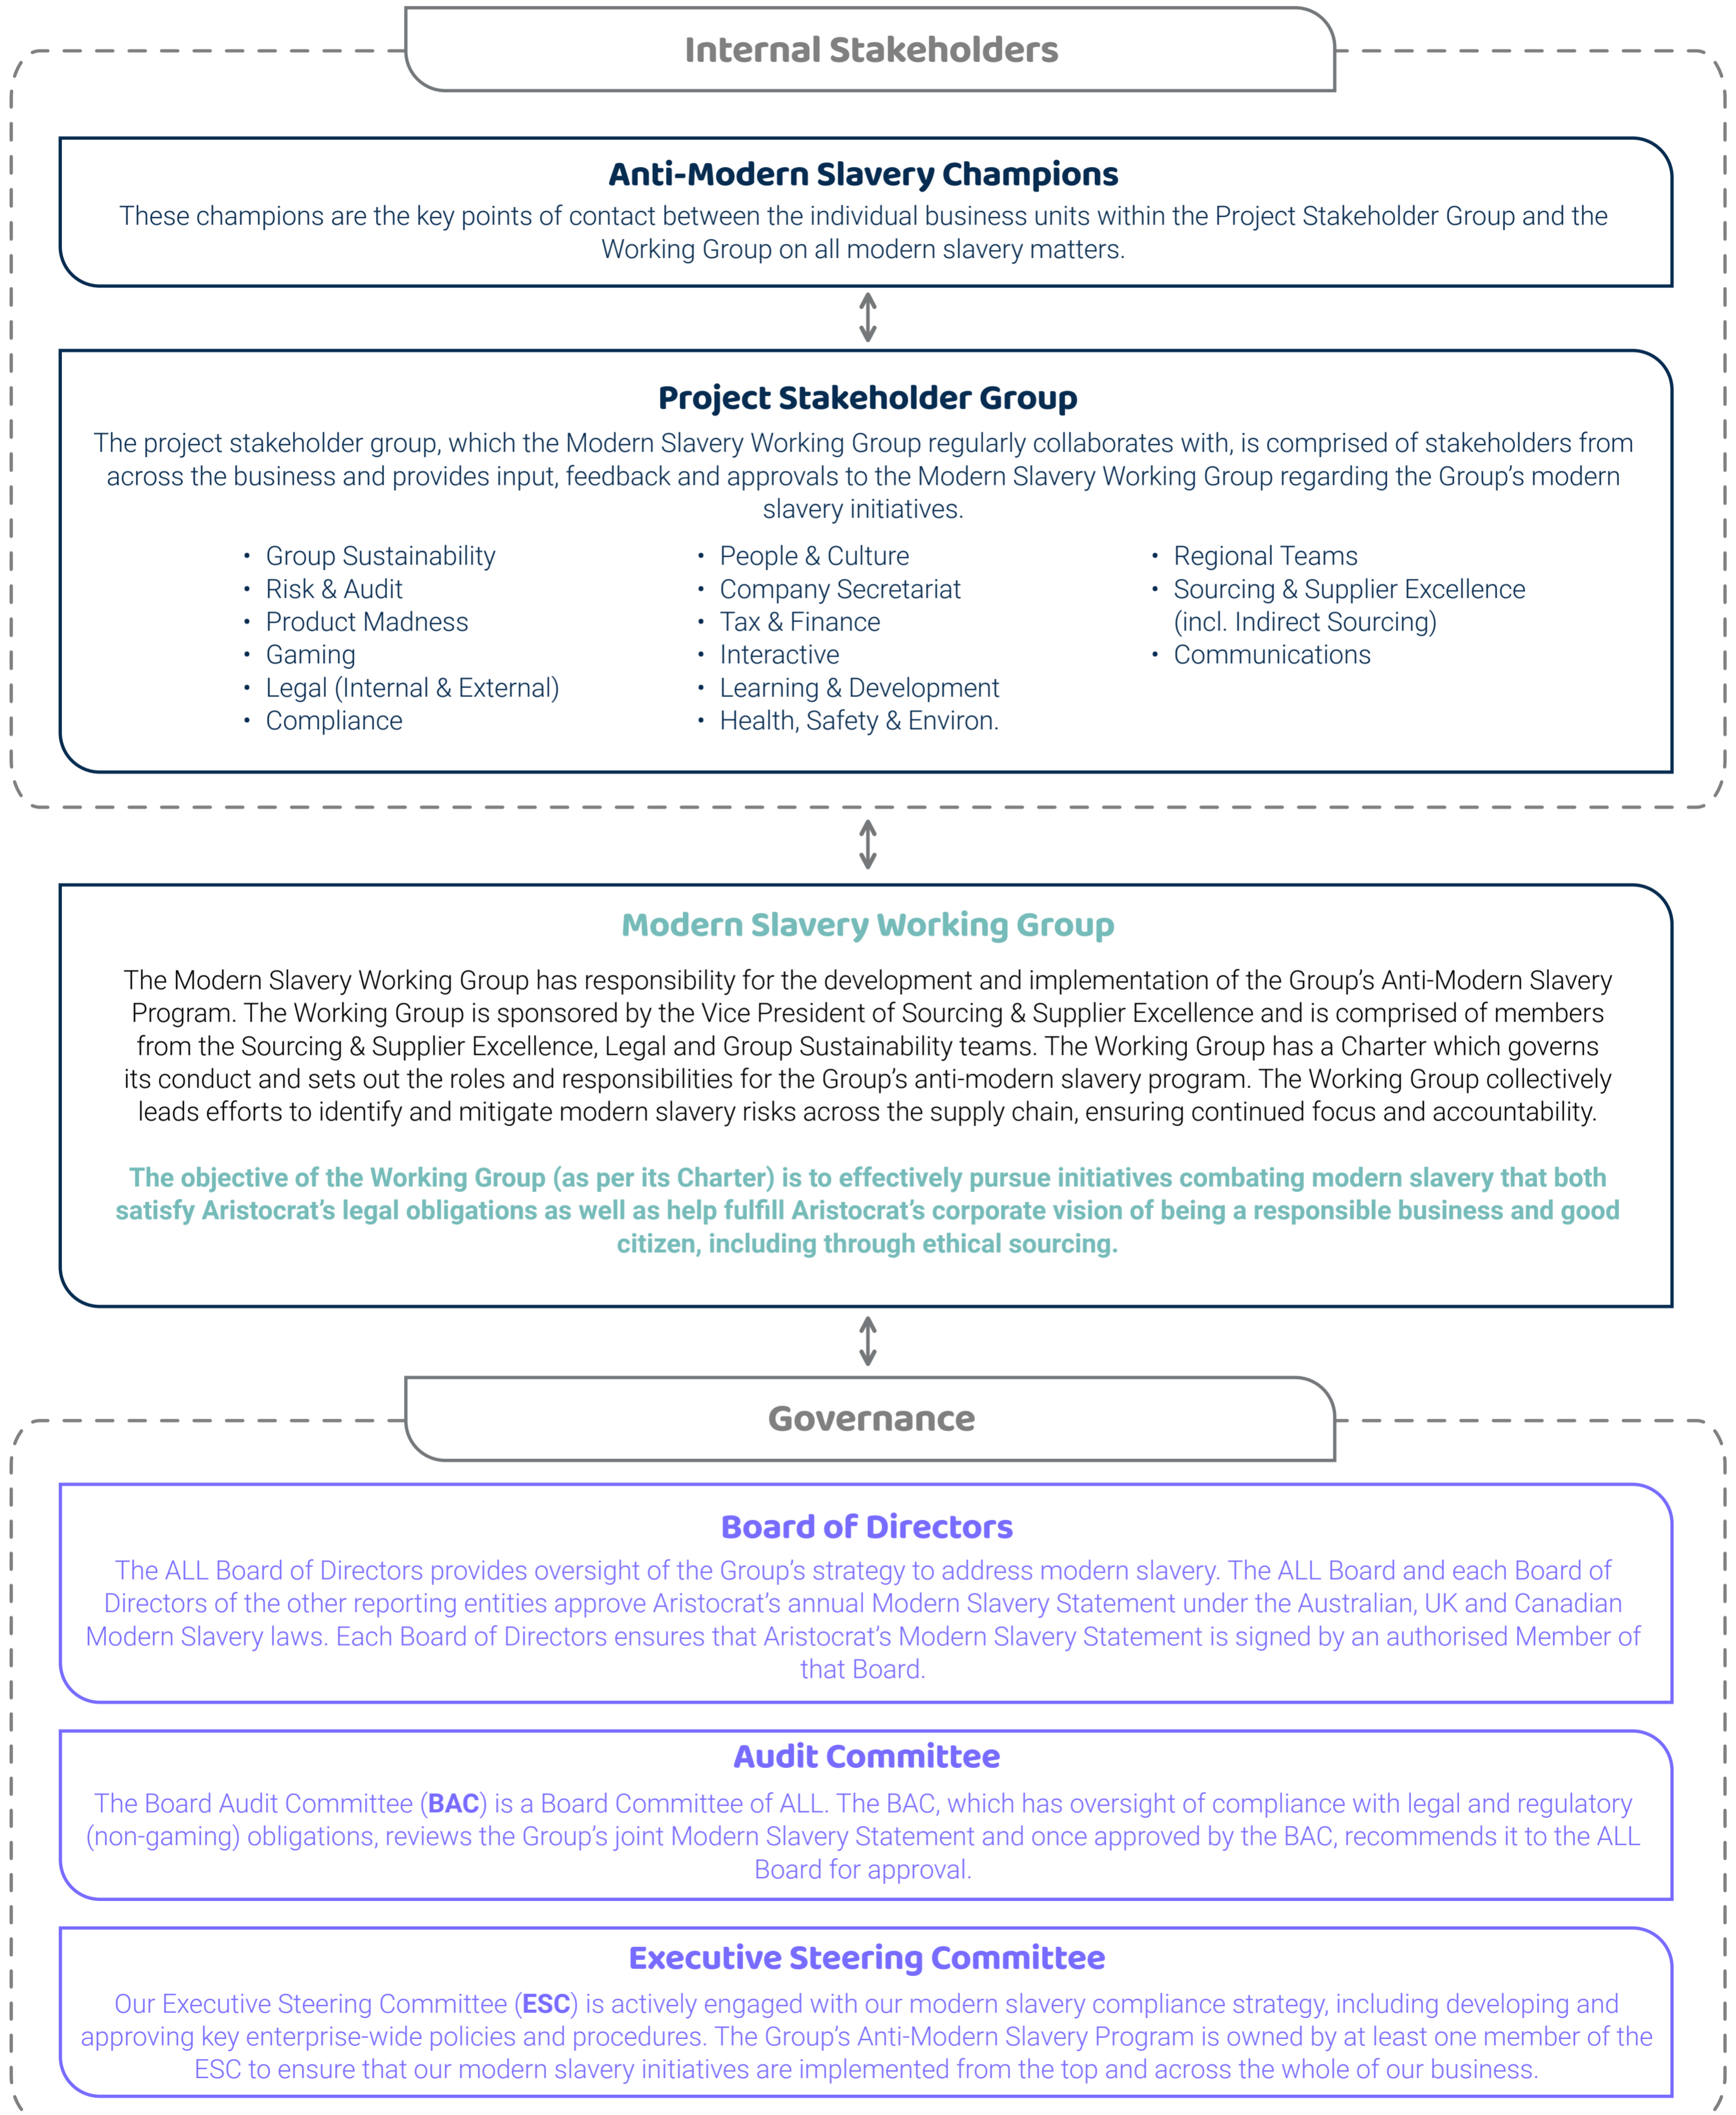 Internal Stakeholders
Anti-Modern Slavery Champions
These champions are the key points of contact between the individual business units within the Project Stakeholder Group and the
Working Group on all modern slavery matters.
Project Stakeholder Group
The project stakeholder group, which the Modern Slavery Working Group regularly collaborates with, is comprised of stakeholders from
across the business and provides input, feedback and approvals to the Modern Slavery Working Group regarding the Group’s modern
slavery initiatives.
• Group Sustainability
• Risk & Audit
• Product Madness
• Gaming
• Legal (Internal & External)
• Compliance
• People & Culture
• Company Secretariat
• Tax & Finance
• Interactive
• Learning & Development
• Health, Safety & Environ.
• Regional Teams
• Sourcing & Supplier Excellence
(incl. Indirect Sourcing)
• Communications
Modern Slavery Working Group
The Modern Slavery Working Group has responsibility for the development and implementation of the Group’s Anti-Modern Slavery
Program. The Working Group is sponsored by the Vice President of Sourcing & Supplier Excellence and is comprised of members
from the Sourcing & Supplier Excellence, Legal and Group Sustainability teams. The Working Group has a Charter which governs
its conduct and sets out the roles and responsibilities for the Group’s anti-modern slavery program. The Working Group collectively
leads efforts to identify and mitigate modern slavery risks across the supply chain, ensuring continued focus and accountability.
The objective of the Working Group (as per its Charter) is to effectively pursue initiatives combating modern slavery that both
satisfy Aristocrat’s legal obligations as well as help fulfill Aristocrat’s corporate vision of being a responsible business and good
citizen, including through ethical sourcing.
Governance
Board of Directors
The ALL Board of Directors provides oversight of the Group’s strategy to address modern slavery. The ALL Board and each Board of
Directors of the other reporting entities approve Aristocrat’s annual Modern Slavery Statement under the Australian, UK and Canadian
Modern Slavery laws. Each Board of Directors ensures that Aristocrat’s Modern Slavery Statement is signed by an authorised Member of
that Board.
Audit Committee
The Board Audit Committee (BAC) is a Board Committee of ALL. The BAC, which has oversight of compliance with legal and regulatory
(non-gaming) obligations, reviews the Group’s joint Modern Slavery Statement and once approved by the BAC, recommends it to the ALL
Board for approval.
Executive Steering Committee
Our Executive Steering Committee (ESC) is actively engaged with our modern slavery compliance strategy, including developing and
approving key enterprise-wide policies and procedures. The Group’s Anti-Modern Slavery Program is owned by at least one member of the
ESC to ensure that our modern slavery initiatives are implemented from the top and across the whole of our business.